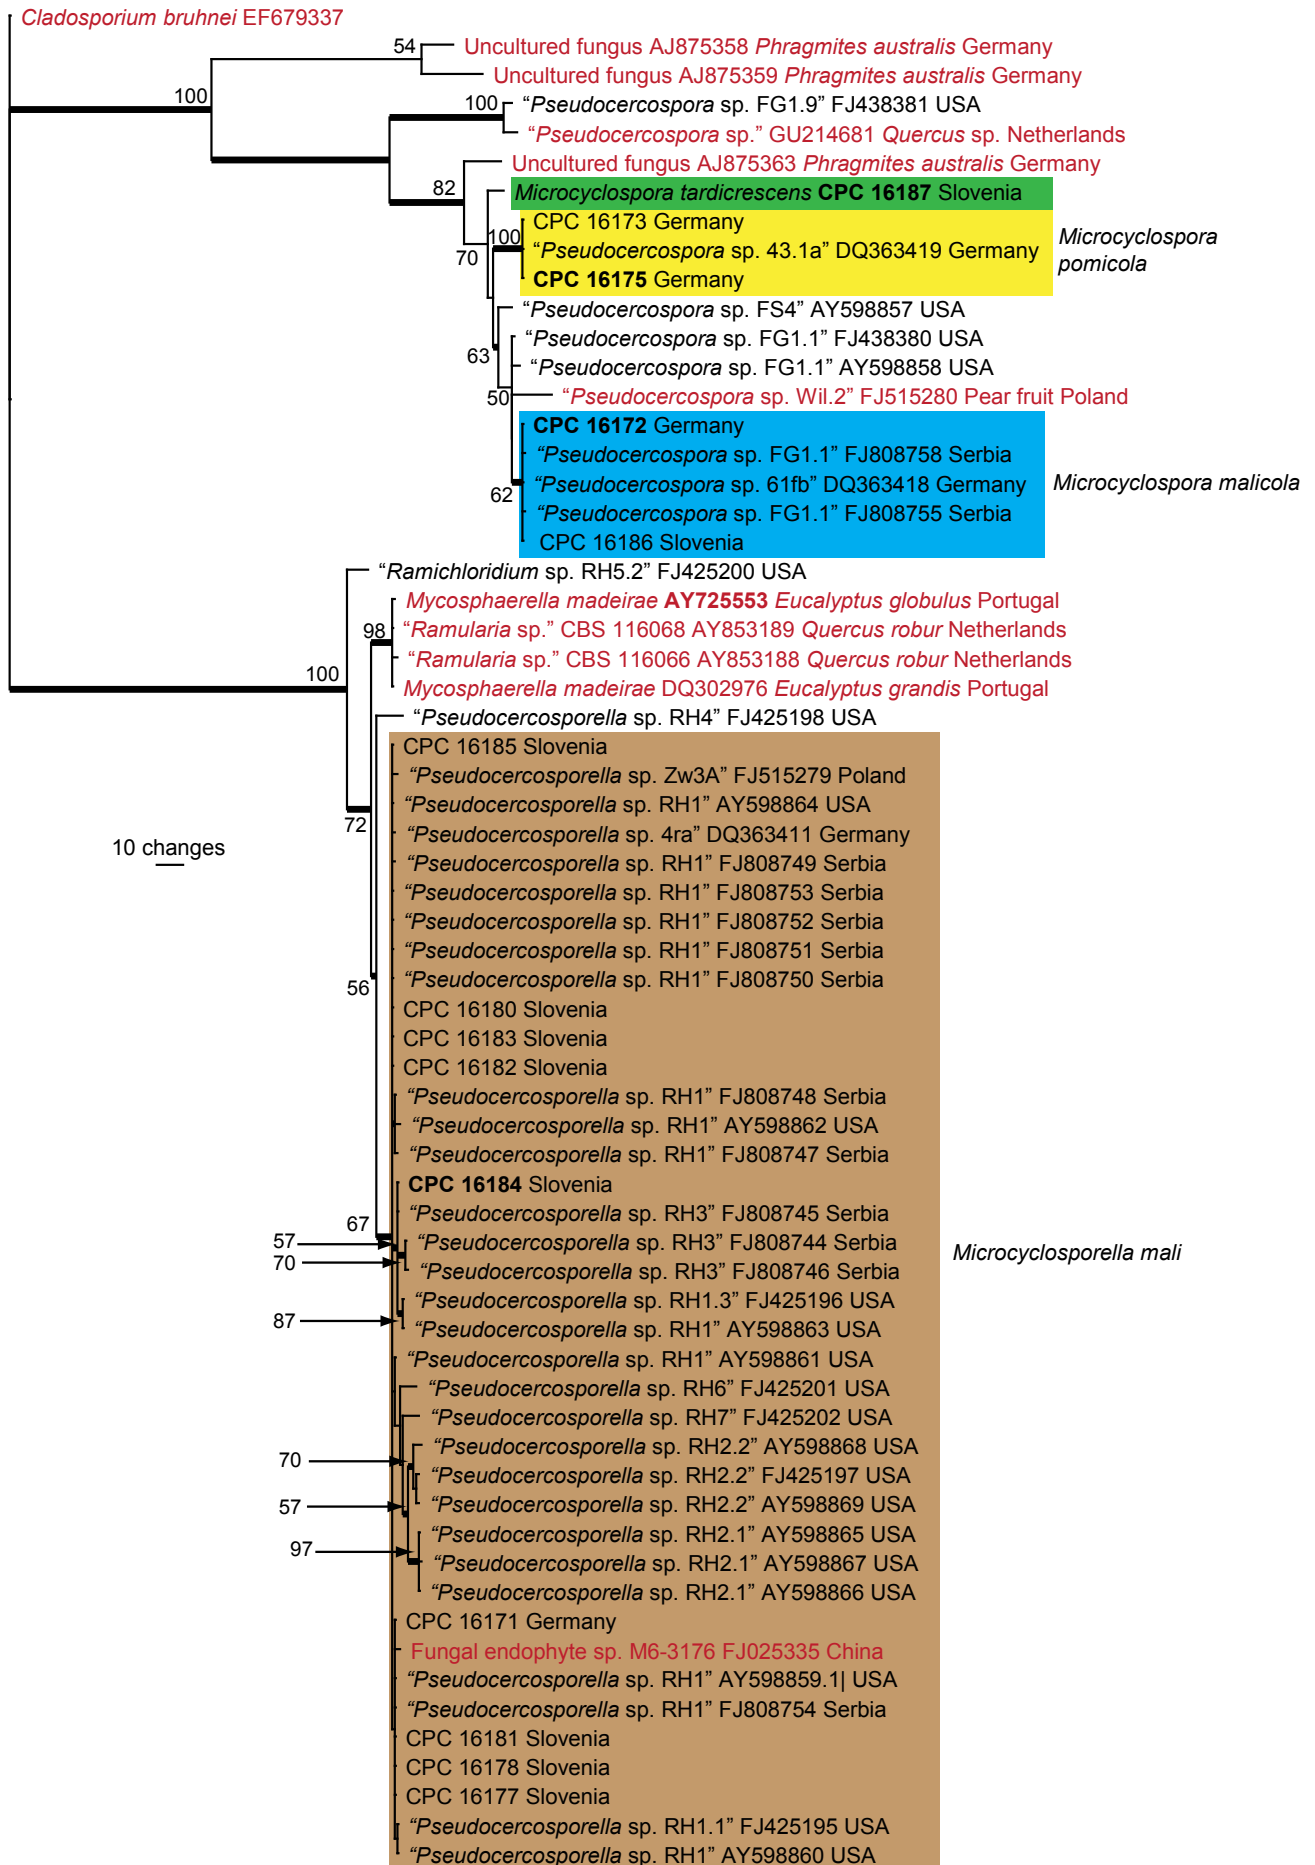 Cladosporium bruhnei EF679337
54
Uncultured fungus AJ875358 Phragmites australis Germany
Uncultured fungus AJ875359 Phragmites australis Germany
100
100
“Pseudocercospora sp. FG1.9” FJ438381 USA
“Pseudocercospora sp.” GU214681 Quercus sp. Netherlands
Uncultured fungus AJ875363 Phragmites australis Germany
82
Microcyclospora tardicrescens CPC 16187 Slovenia
CPC 16173 Germany
100
70
“Pseudocercospora sp. 43.1a” DQ363419 Germany
CPC 16175 Germany
Microcyclospora
pomicola
“Pseudocercospora sp. FS4” AY598857 USA
“Pseudocercospora sp. FG1.1” FJ438380 USA
63
“Pseudocercospora sp. FG1.1” AY598858 USA
50
“Pseudocercospora sp. Wil.2” FJ515280 Pear fruit Poland
CPC 16172 Germany
“Pseudocercospora sp. FG1.1” FJ808758 Serbia
“Pseudocercospora sp. 61fb” DQ363418 Germany
Microcyclospora malicola
62
“Pseudocercospora sp. FG1.1” FJ808755 Serbia
CPC 16186 Slovenia
“Ramichloridium sp. RH5.2” FJ425200 USA
Mycosphaerella madeirae AY725553 Eucalyptus globulus Portugal
98
“Ramularia sp.” CBS 116068 AY853189 Quercus robur Netherlands
“Ramularia sp.” CBS 116066 AY853188 Quercus robur Netherlands
100
Mycosphaerella madeirae DQ302976 Eucalyptus grandis Portugal
“Pseudocercosporella sp. RH4” FJ425198 USA
CPC 16185 Slovenia
“Pseudocercosporella sp. Zw3A” FJ515279 Poland
“Pseudocercosporella sp. RH1” AY598864 USA
72
“Pseudocercosporella sp. 4ra” DQ363411 Germany
10 changes
“Pseudocercosporella sp. RH1” FJ808749 Serbia
“Pseudocercosporella sp. RH1” FJ808753 Serbia
“Pseudocercosporella sp. RH1” FJ808752 Serbia
“Pseudocercosporella sp. RH1” FJ808751 Serbia
“Pseudocercosporella sp. RH1” FJ808750 Serbia
56
CPC 16180 Slovenia
CPC 16183 Slovenia
CPC 16182 Slovenia
“Pseudocercosporella sp. RH1” FJ808748 Serbia
“Pseudocercosporella sp. RH1” AY598862 USA
“Pseudocercosporella sp. RH1” FJ808747 Serbia
CPC 16184 Slovenia
“Pseudocercosporella sp. RH3” FJ808745 Serbia
67
57
“Pseudocercosporella sp. RH3” FJ808744 Serbia
Microcyclosporella mali
70
“Pseudocercosporella sp. RH3” FJ808746 Serbia
“Pseudocercosporella sp. RH1.3” FJ425196 USA
87
“Pseudocercosporella sp. RH1” AY598863 USA
“Pseudocercosporella sp. RH1” AY598861 USA
“Pseudocercosporella sp. RH6” FJ425201 USA
“Pseudocercosporella sp. RH7” FJ425202 USA
“Pseudocercosporella sp. RH2.2” AY598868 USA
70
“Pseudocercosporella sp. RH2.2” FJ425197 USA
57
“Pseudocercosporella sp. RH2.2” AY598869 USA
“Pseudocercosporella sp. RH2.1” AY598865 USA
97
“Pseudocercosporella sp. RH2.1” AY598867 USA
“Pseudocercosporella sp. RH2.1” AY598866 USA
CPC 16171 Germany
Fungal endophyte sp. M6-3176 FJ025335 China
“Pseudocercosporella sp. RH1” AY598859.1| USA
“Pseudocercosporella sp. RH1” FJ808754 Serbia
CPC 16181 Slovenia
CPC 16178 Slovenia
CPC 16177 Slovenia
“Pseudocercosporella sp. RH1.1” FJ425195 USA
“Pseudocercosporella sp. RH1” AY598860 USA